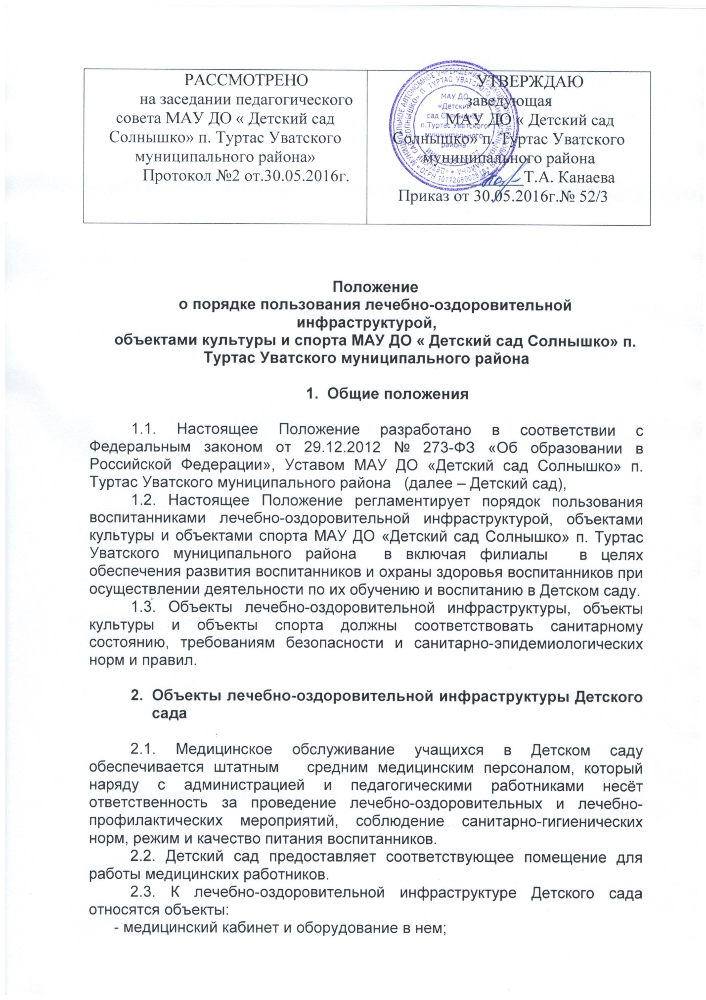 РАССМОТРЕНО
на заседании педагогического
совета МАУ ДО « Детский сад
Солнышко» п. Туртас Уватского
муниципального района»
Протокол №2 от.30.05.2016г.
УТВЕРЖДАЮ
заведующая
МАУ ДО « Детский сад
Солнышко» п. Туртас Уватского
муниципального района
________Т.А. Канаева
Приказ от 30.05.2016г.№ 52/3
МАУ ДО
«Детский
сад Солнышко»
п.Туртас Уватского
муниципального
района
Положение
о порядке пользования лечебно-оздоровительной
инфраструктурой,
объектами культуры и спорта МАУ ДО « Детский сад Солнышко» п.
Туртас Уватского муниципального района
1. Общие положения
1.1. Настоящее Положение разработано в соответствии с
Федеральным законом от 29.12.2012 № 273-ФЗ «Об образовании в
Российской Федерации», Уставом МАУ ДО «Детский сад Солнышко» п.
Туртас Уватского муниципального района (далее – Детский сад),
1.2. Настоящее Положение регламентирует порядок пользования
воспитанниками лечебно-оздоровительной инфраструктурой, объектами
культуры и объектами спорта МАУ ДО «Детский сад Солнышко» п. Туртас
Уватского муниципального района в включая филиалы в целях
обеспечения развития воспитанников и охраны здоровья воспитанников при
осуществлении деятельности по их обучению и воспитанию в Детском саду.
1.3. Объекты лечебно-оздоровительной инфраструктуры, объекты
культуры и объекты спорта должны соответствовать санитарному
состоянию, требованиям безопасности и санитарно-эпидемиологических
норм и правил.
2. Объекты лечебно-оздоровительной инфраструктуры Детского
сада
2.1. Медицинское обслуживание учащихся в Детском саду
обеспечивается штатным средним медицинским персоналом, который
наряду с администрацией и педагогическими работниками несёт
ответственность за проведение лечебно-оздоровительных и лечебно-
профилактических мероприятий, соблюдение санитарно-гигиенических
норм, режим и качество питания воспитанников.
2.2. Детский сад предоставляет соответствующее помещение для
работы медицинских работников.
2.3. К лечебно-оздоровительной инфраструктуре Детского сада
относятся объекты:
- медицинский кабинет и оборудование в нем;